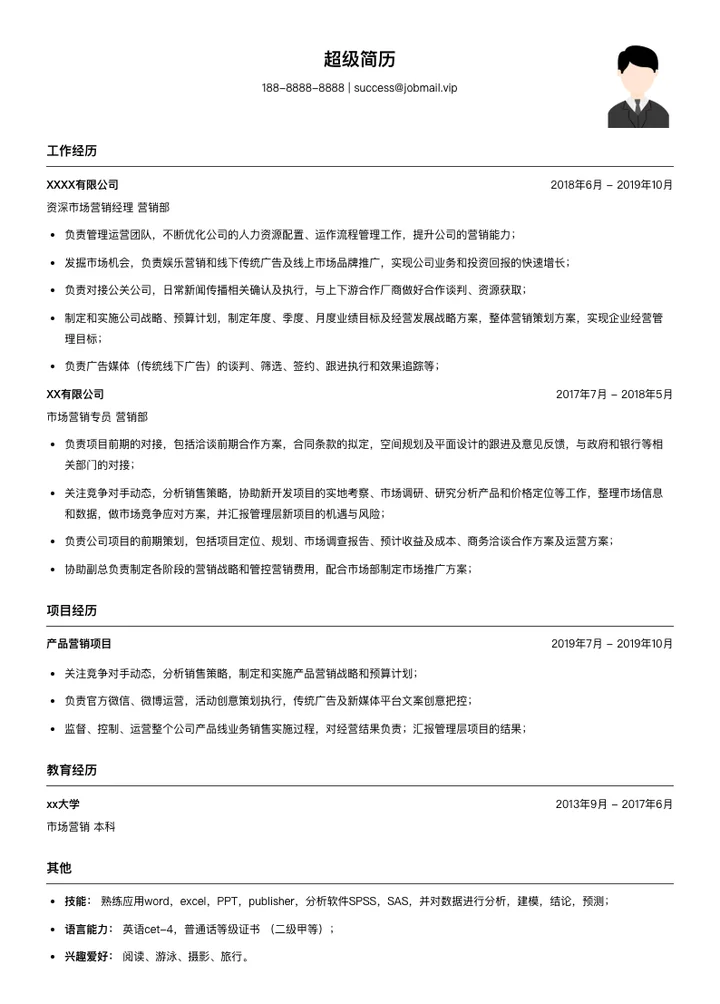 超级简历
188-8888-8888 | success@jobmail.vip
工作经历
XXXX有限公司 2018年6月 – 2019年10月
资深市场营销经理 营销部
• 负责管理运营团队，不断优化公司的人力资源配置、运作流程管理工作，提升公司的营销能力；
• 发掘市场机会，负责娱乐营销和线下传统广告及线上市场品牌推广，实现公司业务和投资回报的快速增长；
• 负责对接公关公司，日常新闻传播相关确认及执行，与上下游合作厂商做好合作谈判、资源获取；
• 制定和实施公司战略、预算计划，制定年度、季度、月度业绩目标及经营发展战略方案，整体营销策划方案，实现企业经营管
理目标；
• 负责广告媒体（传统线下广告）的谈判、筛选、签约、跟进执行和效果追踪等；
XX有限公司 2017年7月 – 2018年5月
市场营销专员 营销部
• 负责项目前期的对接，包括洽谈前期合作方案，合同条款的拟定，空间规划及平面设计的跟进及意见反馈，与政府和银行等相
关部门的对接；
• 关注竞争对手动态，分析销售策略，协助新开发项目的实地考察、市场调研、研究分析产品和价格定位等工作，整理市场信息
和数据，做市场竞争应对方案，并汇报管理层新项目的机遇与风险；
• 负责公司项目的前期策划，包括项目定位、规划、市场调查报告、预计收益及成本、商务洽谈合作方案及运营方案；
• 协助副总负责制定各阶段的营销战略和管控营销费用，配合市场部制定市场推广方案；
项目经历
产品营销项目 2019年7月 – 2019年10月
• 关注竞争对手动态，分析销售策略，制定和实施产品营销战略和预算计划；
• 负责官方微信、微博运营，活动创意策划执行，传统广告及新媒体平台文案创意把控；
• 监督、控制、运营整个公司产品线业务销售实施过程，对经营结果负责；汇报管理层项目的结果；
教育经历
xx大学 2013年9月 – 2017年6月
市场营销 本科
其他
• 技能： 熟练应用word，excel，PPT，publisher，分析软件SPSS，SAS，并对数据进行分析，建模，结论，预测；
• 语言能力： 英语cet-4，普通话等级证书 （二级甲等）；
• 兴趣爱好： 阅读、游泳、摄影、旅行。